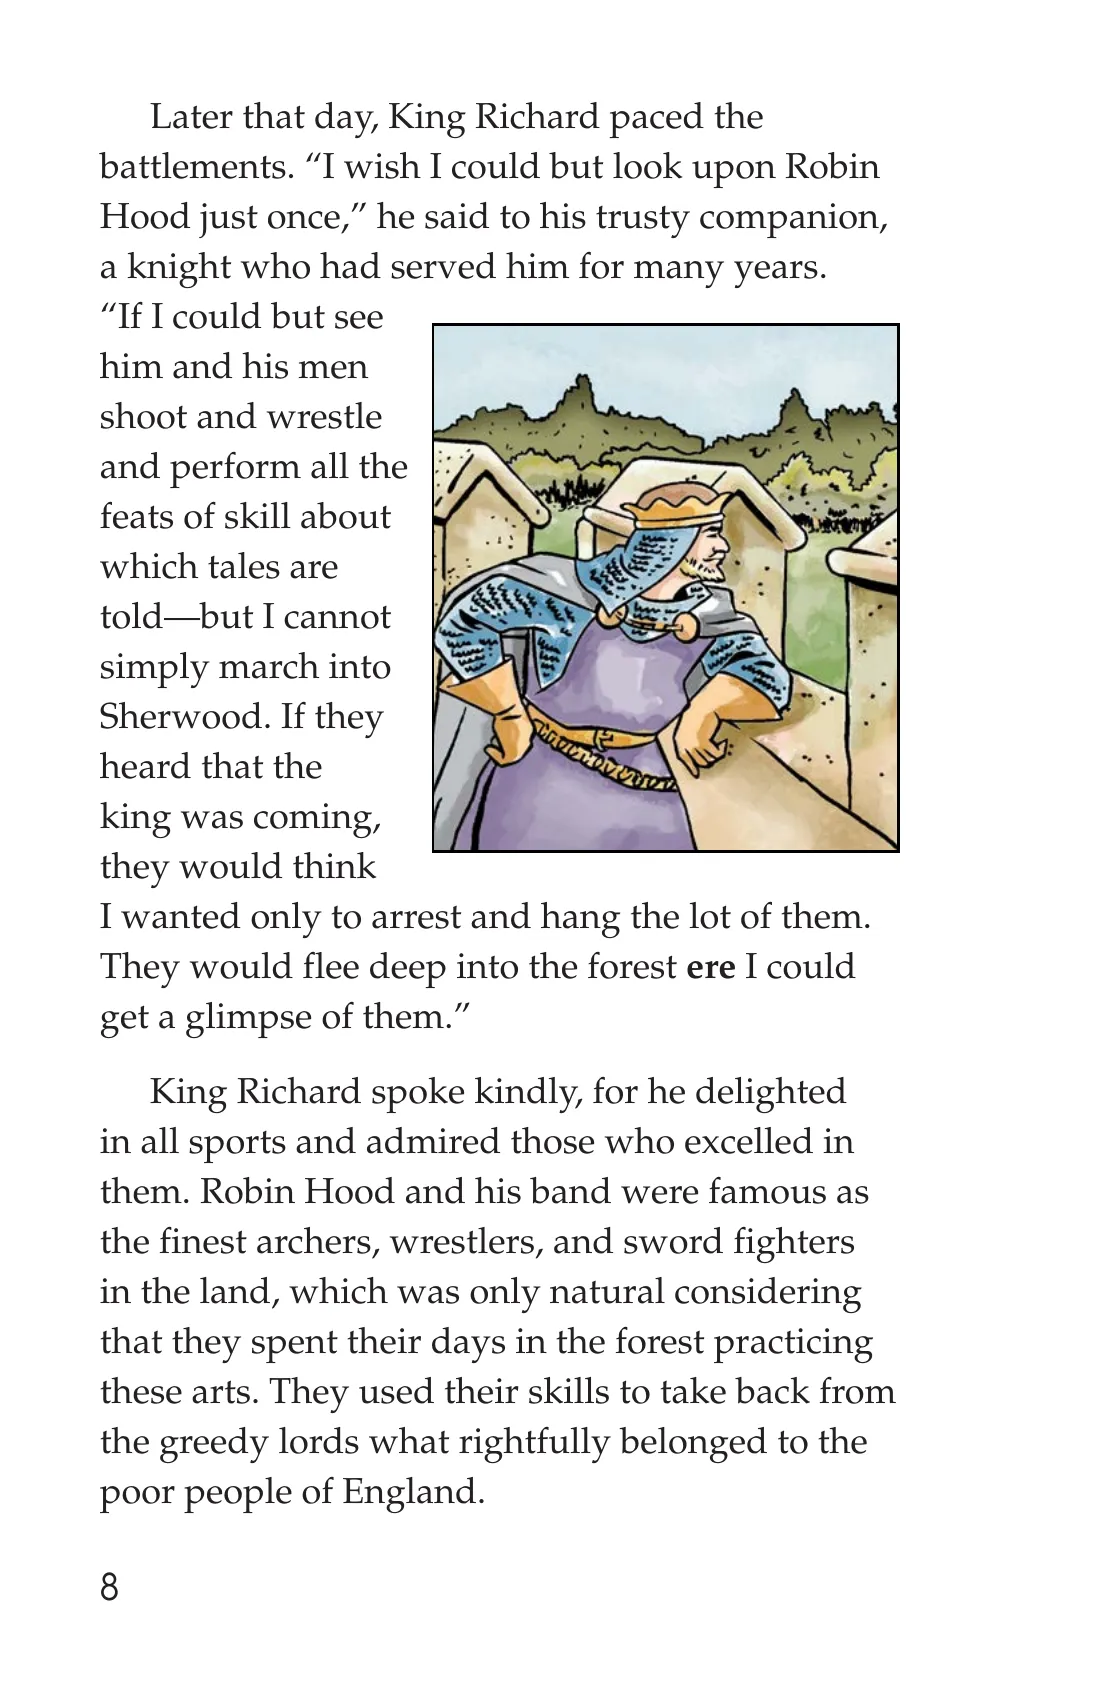 Later that day, King Richard paced the
battlements. “I wish I could but look upon Robin
Hood just once,” he said to his trusty companion,
a knight who had served him for many years.
“If I could but see
him and his men
shoot and wrestle
and perform all the
feats of skill about
which tales are
told—but I cannot
simply march into
Sherwood. If they
heard that the
king was coming,
they would think
I wanted only to arrest and hang the lot of them.
They would flee deep into the forest ere I could
get a glimpse of them.”
King Richard spoke kindly, for he delighted
in all sports and admired those who excelled in
them. Robin Hood and his band were famous as
the finest archers, wrestlers, and sword fighters
in the land, which was only natural considering
that they spent their days in the forest practicing
these arts. They used their skills to take back from
the greedy lords what rightfully belonged to the
poor people of England.
8